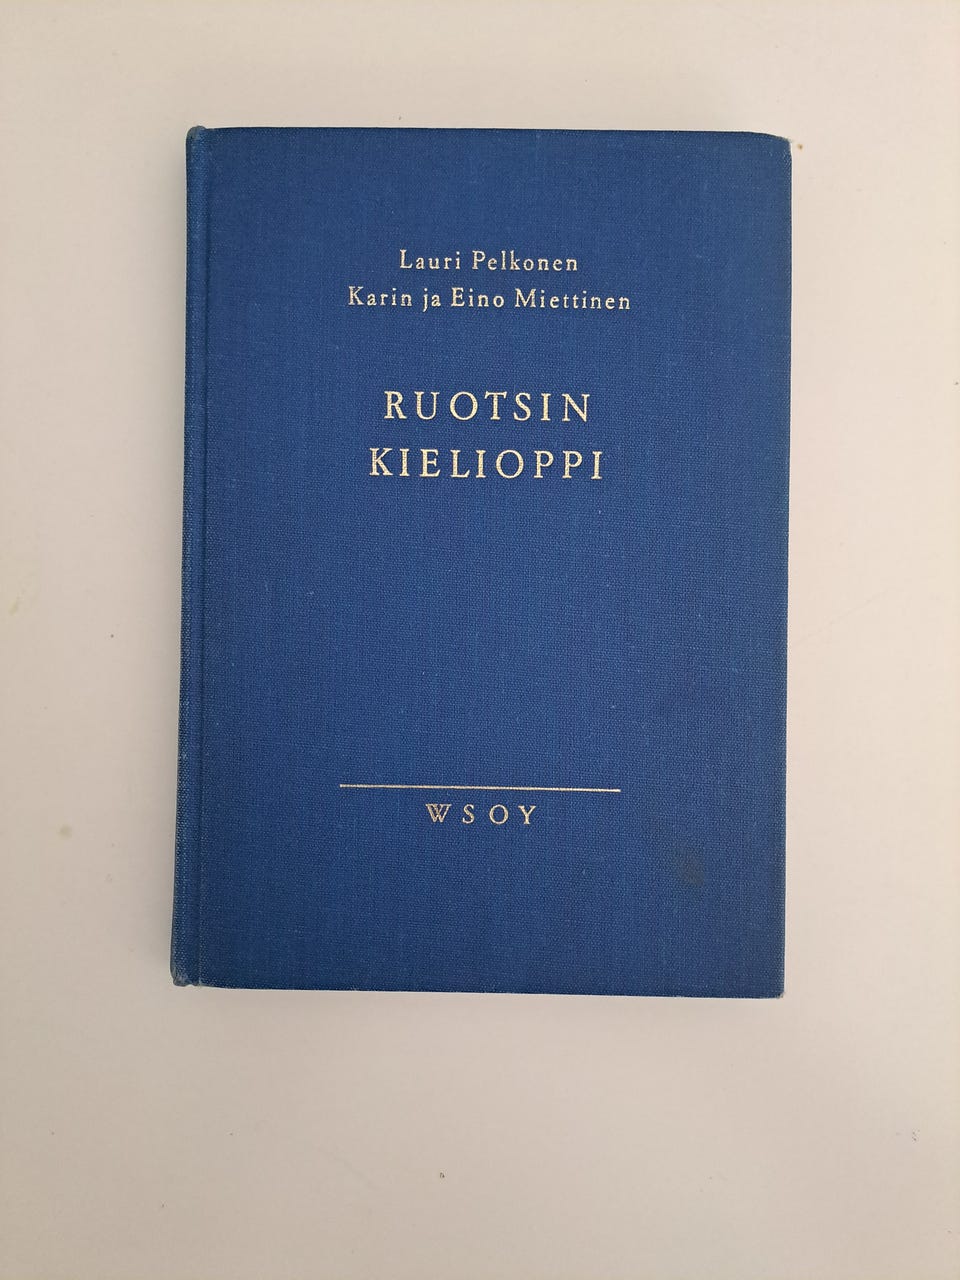 Lauri Pelkonen
Karin ja Eino Miettinen
RUOTSIN
KIELIOPPI
WSOY